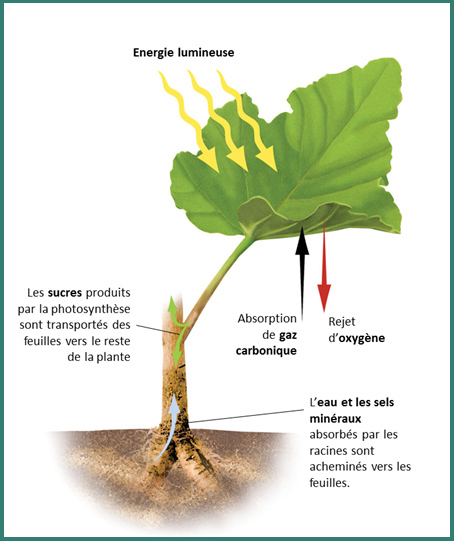 Energie lumineuse
Les sucres produits
par la photosynthèse
sont transportés des
feuilles vers le reste
de la plante
Absorption
de gaz
carbonique
Rejet
d'oxygène
L'eau et les sels
minéraux
absorbés par les
racines sont
acheminés vers les
feuilles.